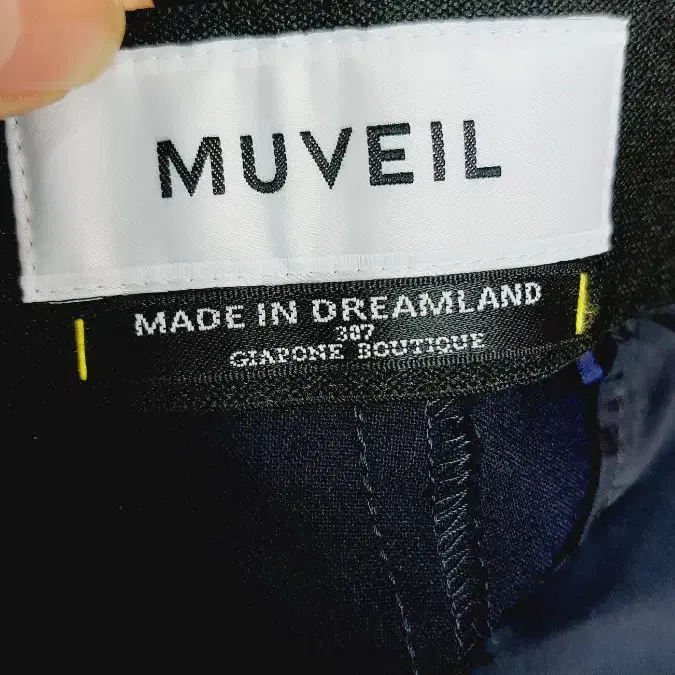 MUVEIL
MADE IN DREAMLAND
387
GIAPONE BOUTIQUE